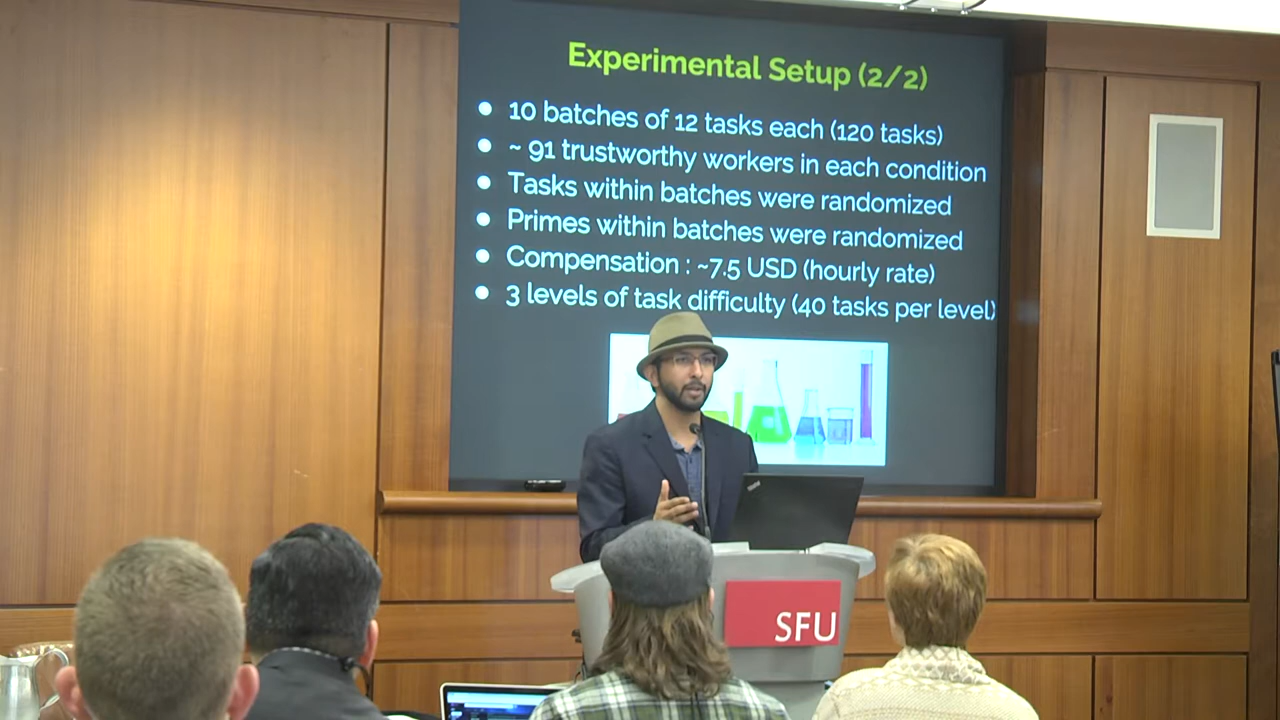 Experimental Setup (2/2)
10 batches of 12 tasks each (120 tasks)
~ 91 trustworthy workers in each condition
Tasks within batches were randomized
Primes within batches were randomized
Compensation : ~7.5 USD (hourly rate)
3 levels of task difficulty (40 tasks per level)
SFU